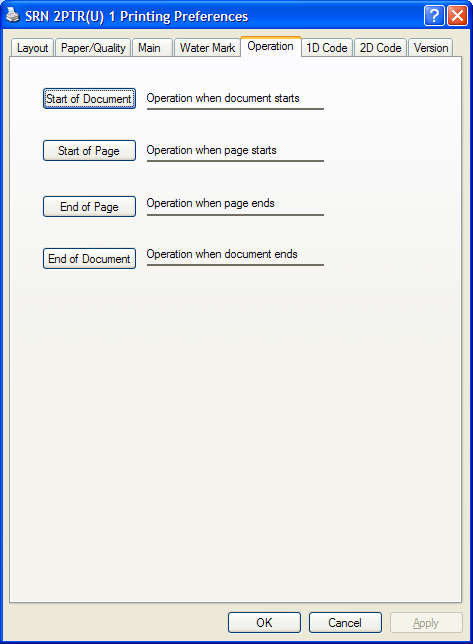 SRN 2PTR(U) 1 Printing Preferences
Layout Paper/Quality Main Water Mark Operation 1D Code 2D Code Version
Start of Document Operation when document starts
Start of Page Operation when page starts
End of Page Operation when page ends
End of Document Operation when document ends
OK Cancel Apply